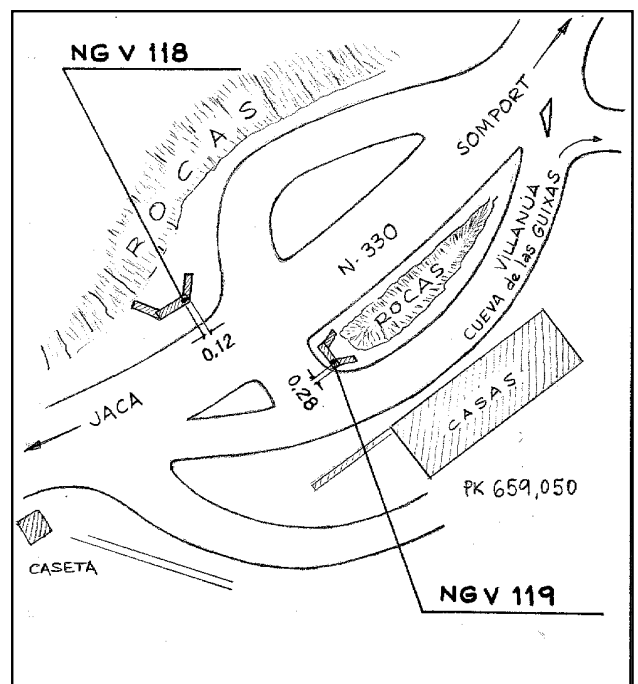 NG V 118
ROCAS
SOMPORT
N-330
ROCAS
VILLANÚA
CUEVA de las GUIXAS
0,12
0,28
JACA
CASAS
PK 659,050
CASETA
NG V 119